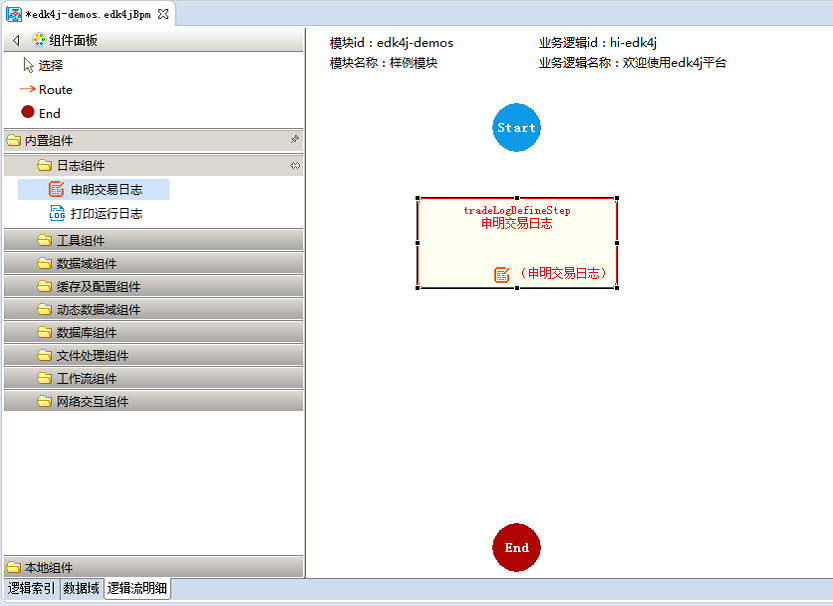 *edk4j-demos.edk4jBpm
组件面板
选择
Route
End
内置组件
日志组件
申明交易日志
打印运行日志
工具组件
数据域组件
缓存及配置组件
动态数据域组件
数据库组件
文件处理组件
工作流组件
网络交互组件
本地组件
逻辑索引 数据域 逻辑流明细
模块id：edk4j-demos 业务逻辑id：hi-edk4j
模块名称：样例模块 业务逻辑名称：欢迎使用edk4j平台
Start
tradeLogDefineStep
申明交易日志
（申明交易日志）
End